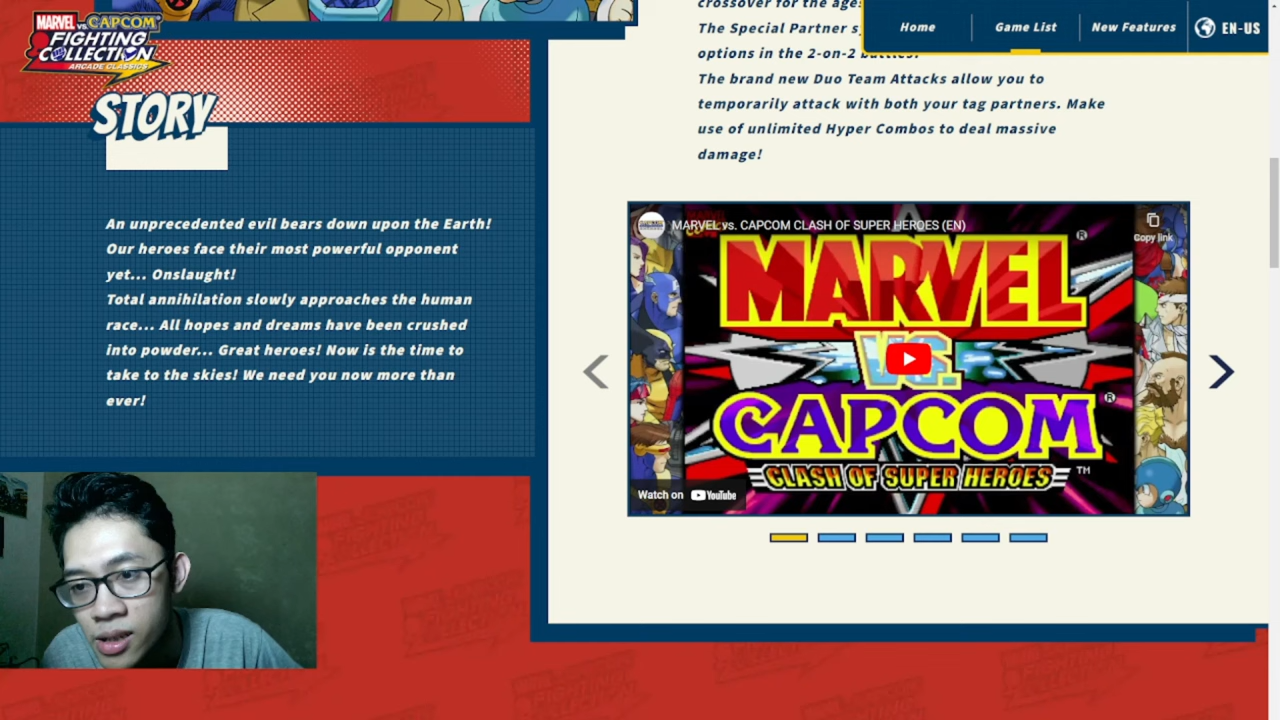 MARVEL vs. CAPCOM
FIGHTING
COLLECTION
ARCADE CLASSICS
Home
Game List
New Features
EN-US
STORY
An unprecedented evil bears down upon the Earth!
Our heroes face their most powerful opponent
yet... Onslaught!
Total annihilation slowly approaches the human
race... All hopes and dreams have been crushed
into powder... Great heroes! Now is the time to
take to the skies! We need you now more than
ever!
crossover for the
The Special Partner
options in the 2-on-2 battles!
The brand new Duo Team Attacks allow you to
temporarily attack with both your tag partners. Make
use of unlimited Hyper Combos to deal massive
damage!
MARVEL vs. CAPCOM CLASH OF SUPER HEROES (EN)
Copy link
MARVEL®
VS.
CAPCOM®
CLASH OF SUPER HEROES™
Watch on YouTube